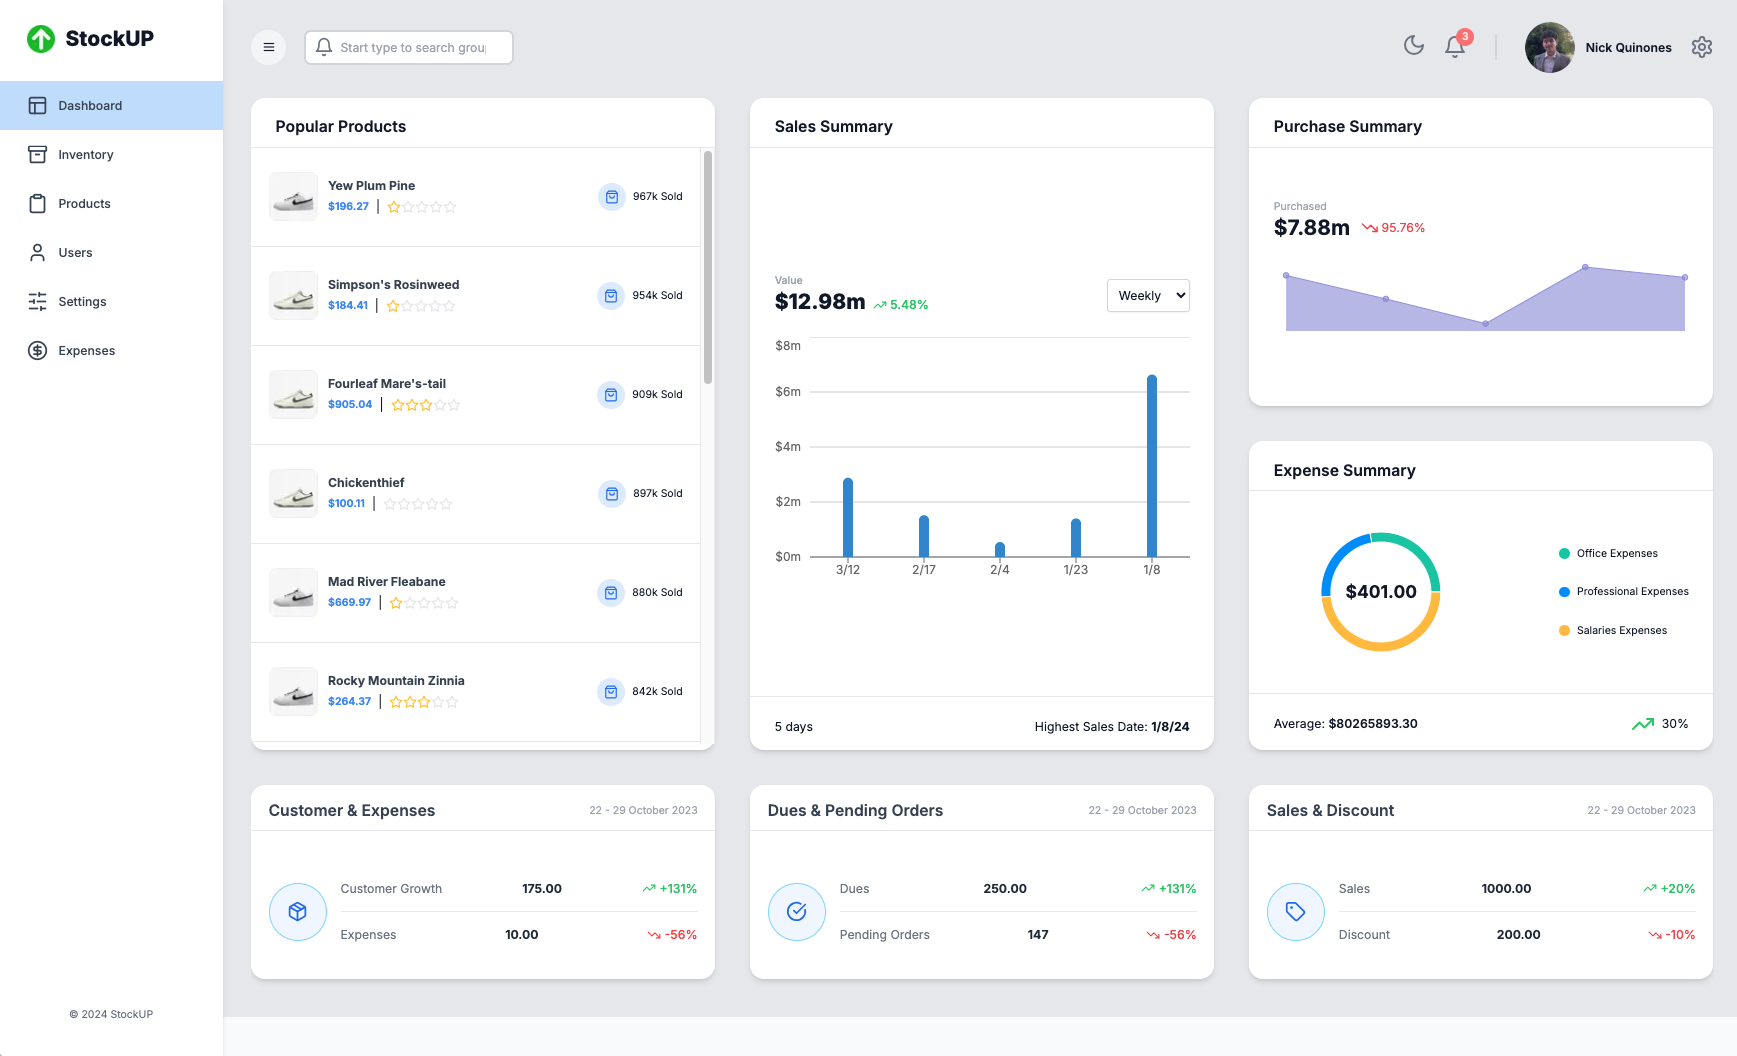 StockUP
Start type to search grou
3
Nick Quinones
Dashboard
Inventory
Products
Users
Settings
Expenses
© 2024 StockUP
Popular Products
Yew Plum Pine
$196.27 |
967k Sold
Simpson's Rosinweed
$184.41 |
954k Sold
Fourleaf Mare's-tail
$905.04 |
909k Sold
Chickenthief
$100.11 |
897k Sold
Mad River Fleabane
$669.97 |
880k Sold
Rocky Mountain Zinnia
$264.37 |
842k Sold
Sales Summary
Value
$12.98m 5.48%
Weekly
$8m
$6m
$4m
$2m
$0m
3/12 2/17 2/4 1/23 1/8
5 days Highest Sales Date: 1/8/24
Purchase Summary
Purchased
$7.88m 95.76%
Expense Summary
$401.00
Office Expenses
Professional Expenses
Salaries Expenses
Average: $80265893.30 30%
Customer & Expenses 22 - 29 October 2023
Customer Growth 175.00 +131%
Expenses 10.00 -56%
Dues & Pending Orders 22 - 29 October 2023
Dues 250.00 +131%
Pending Orders 147 -56%
Sales & Discount 22 - 29 October 2023
Sales 1000.00 +20%
Discount 200.00 -10%